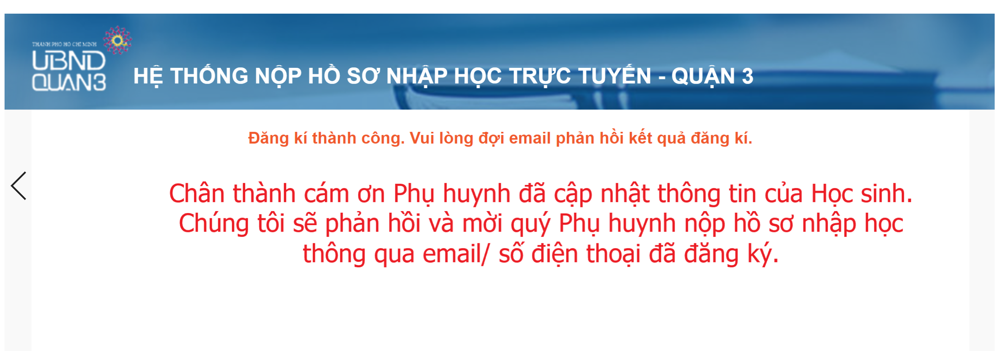 THANH PHO HO CHI MINH
UBND
QUAN3
HỆ THỐNG NỘP HỒ SƠ NHẬP HỌC TRỰC TUYẾN - QUẬN 3
Đăng kí thành công. Vui lòng đợi email phản hồi kết quả đăng kí.
Chân thành cám ơn Phụ huynh đã cập nhật thông tin của Học sinh.
Chúng tôi sẽ phản hồi và mời quý Phụ huynh nộp hồ sơ nhập học
thông qua email/ số điện thoại đã đăng ký.